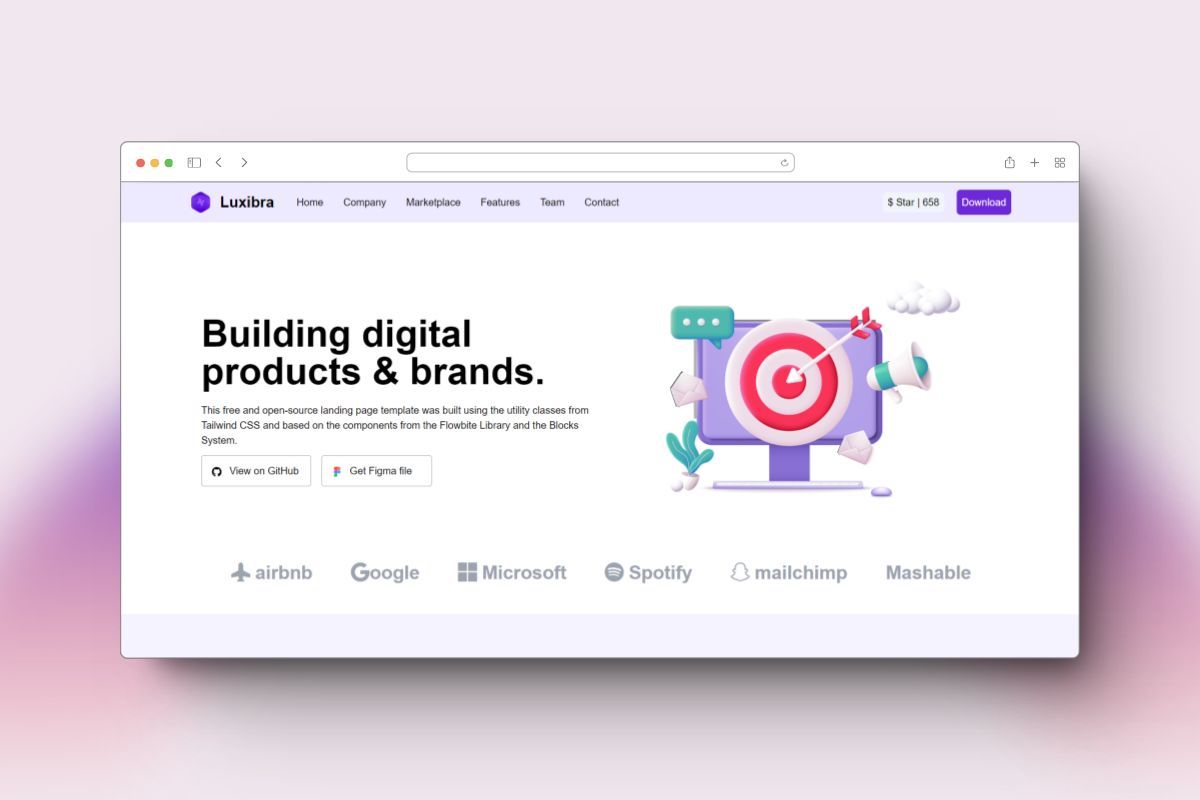 Luxibra Home Company Marketplace Features Team Contact $ Star | 658 Download
Building digital
products & brands.
This free and open-source landing page template was built using the utility classes from
Tailwind CSS and based on the components from the Flowbite Library and the Blocks
System.
View on GitHub Get Figma file
airbnb Google Microsoft Spotify mailchimp Mashable